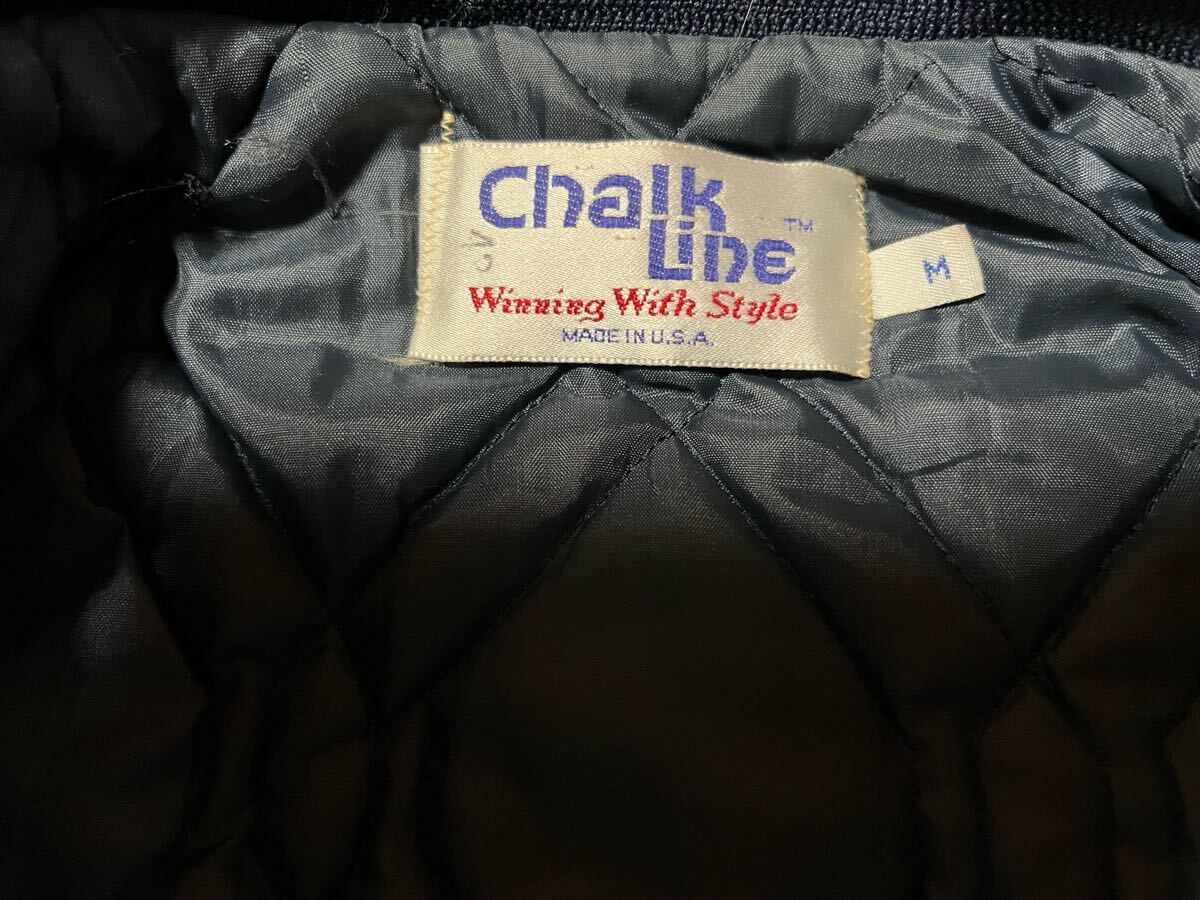 Chalk
Line ™
Winning With Style
MADE IN U.S.A.
M